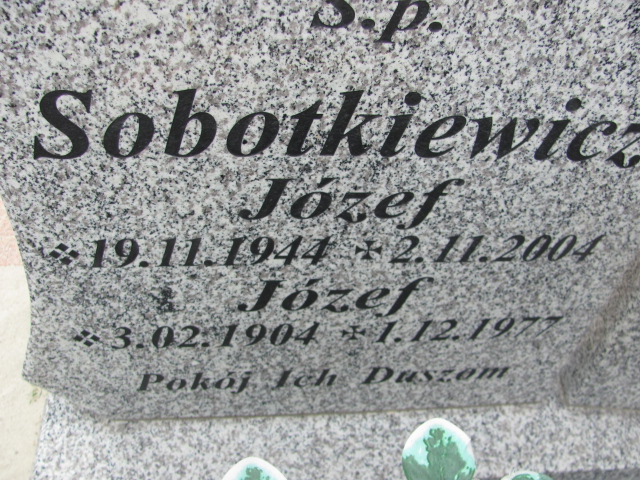 Ś.p.
Sobotkiewicz
Józef
19.11.1944 2.11.2004
Józef
3.02.1904 1.12.1977
Pokój Ich Duszom